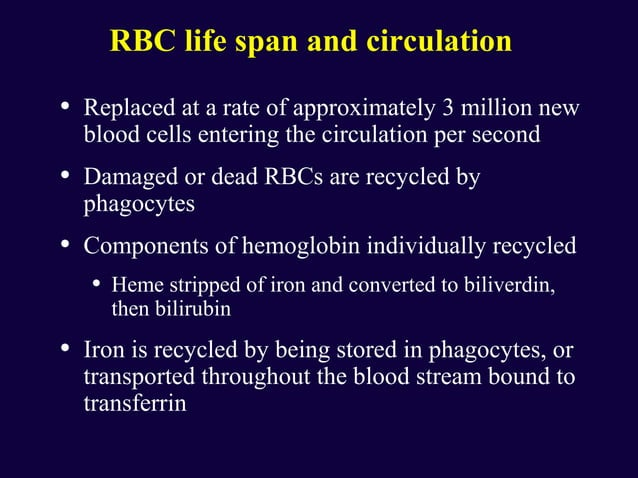 RBC life span and circulation
• Replaced at a rate of approximately 3 million new
blood cells entering the circulation per second
• Damaged or dead RBCs are recycled by
phagocytes
• Components of hemoglobin individually recycled
• Heme stripped of iron and converted to biliverdin,
then bilirubin
• Iron is recycled by being stored in phagocytes, or
transported throughout the blood stream bound to
transferrin